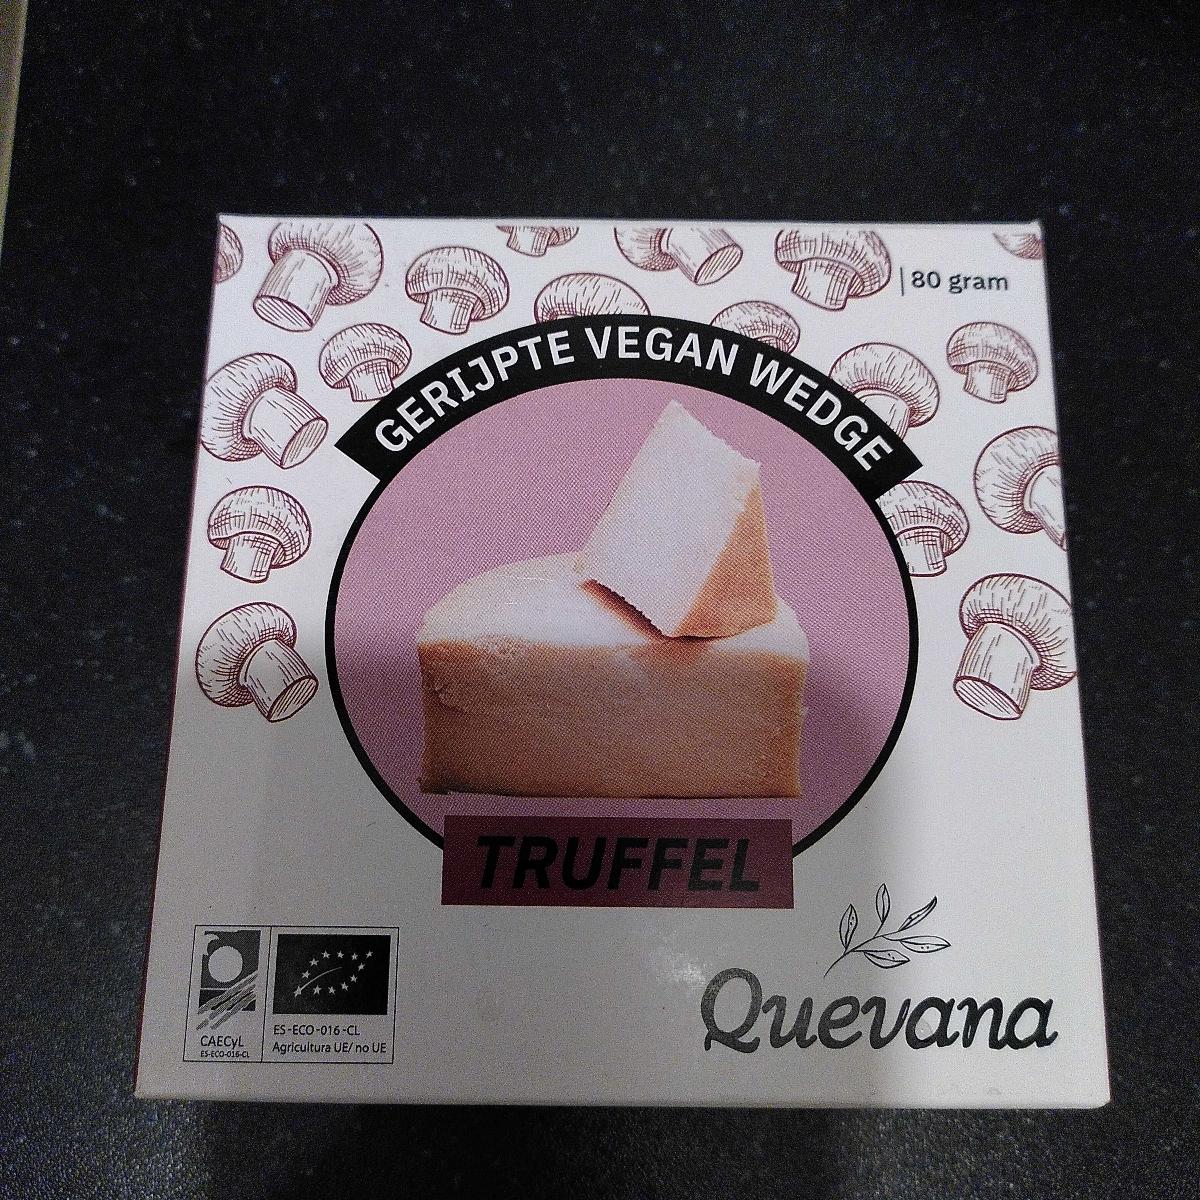 80 gram
GERIJPTE VEGAN WEDGE
TRUFFEL
Quevana
CAECyL
ES-ECO-016-CL
ES-ECO-016-CL
Agricultura UE/ no UE